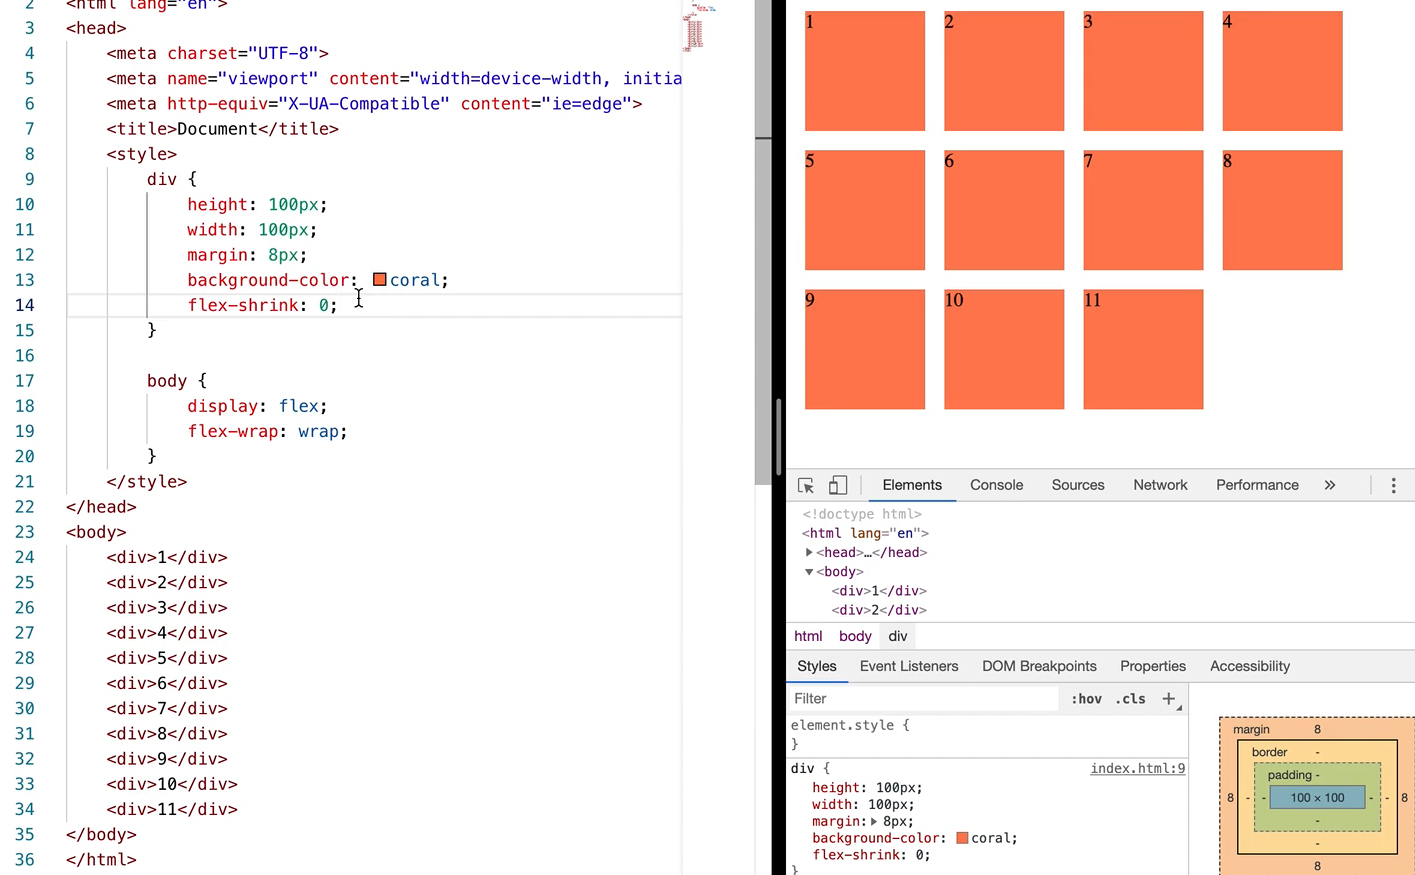 2 <html lang="en">
3 <head>
4 <meta charset="UTF-8">
5 <meta name="viewport" content="width=device-width, initia
6 <meta http-equiv="X-UA-Compatible" content="ie=edge">
7 <title>Document</title>
8 <style>
9 div {
10 height: 100px;
11 width: 100px;
12 margin: 8px;
13 background-color: coral;
14 flex-shrink: 0;
15 }
16
17 body {
18 display: flex;
19 flex-wrap: wrap;
20 }
21 </style>
22 </head>
23 <body>
24 <div>1</div>
25 <div>2</div>
26 <div>3</div>
27 <div>4</div>
28 <div>5</div>
29 <div>6</div>
30 <div>7</div>
31 <div>8</div>
32 <div>9</div>
33 <div>10</div>
34 <div>11</div>
35 </body>
36 </html>
1 2 3 4
5 6 7 8
9 10 11
Elements Console Sources Network Performance »
<!doctype html>
<html lang="en">
<head>…</head>
<body>
<div>1</div>
<div>2</div>
html body div
Styles Event Listeners DOM Breakpoints Properties Accessibility
Filter :hov .cls +
element.style {
}
div { index.html:9
height: 100px;
width: 100px;
margin: 8px;
background-color: coral;
flex-shrink: 0;
}
margin 8
border -
padding -
8 - - 100 × 100 - - 8
-
-
8